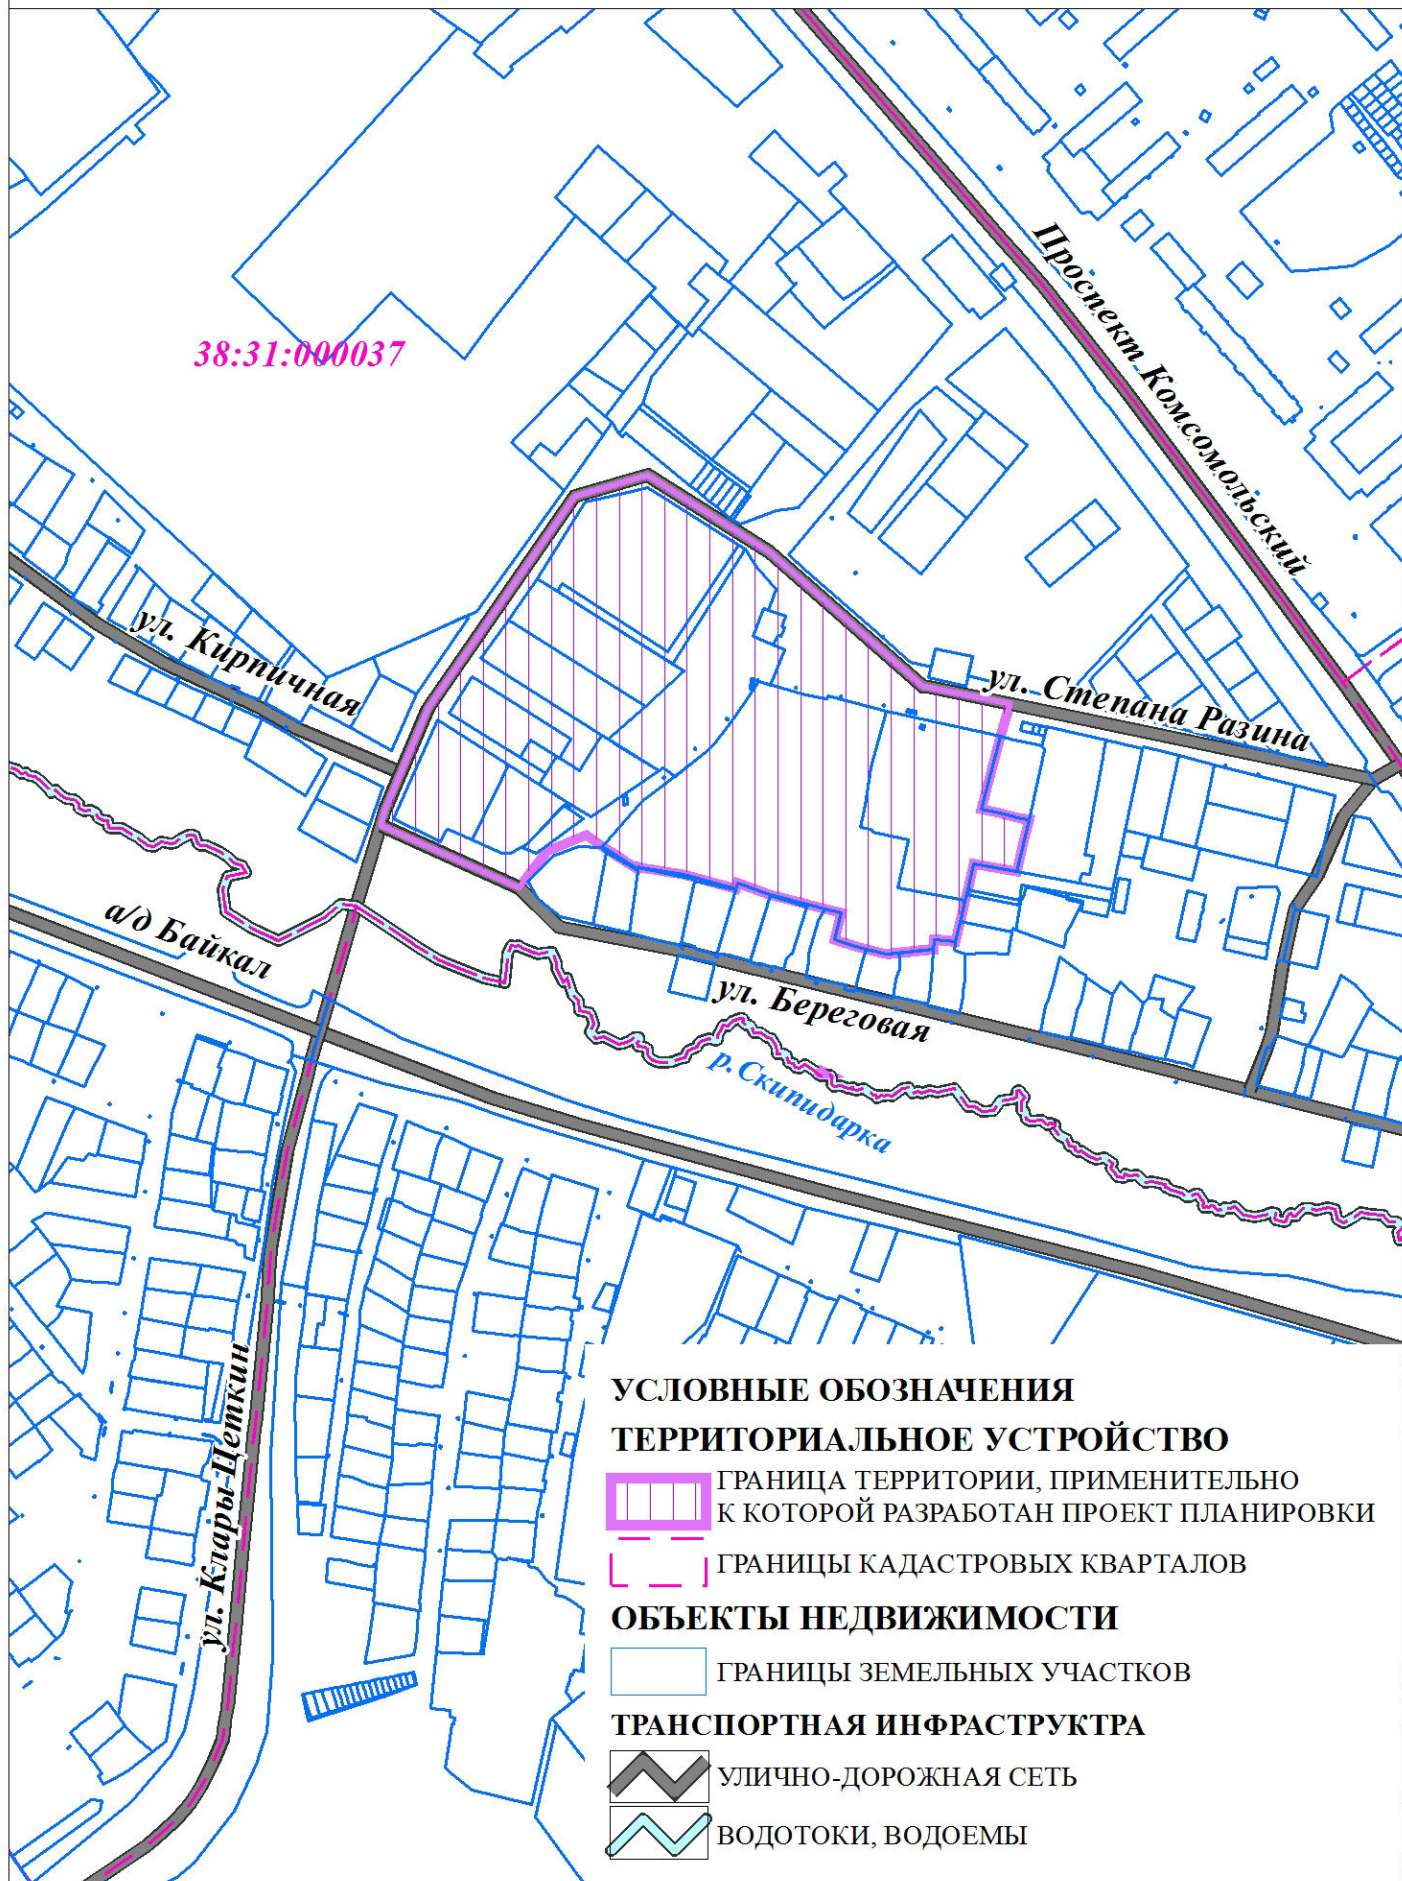 Проспект Комсомольский
38:31:000037
ул. Кирпичная
ул. Степана Разина
а/д Байкал
ул. Береговая
р. Скипидарка
ул. Клары Цеткин
УСЛОВНЫЕ ОБОЗНАЧЕНИЯ
ТЕРРИТОРИАЛЬНОЕ УСТРОЙСТВО
ГРАНИЦА ТЕРРИТОРИИ, ПРИМЕНИТЕЛЬНО
К КОТОРОЙ РАЗРАБОТАН ПРОЕКТ ПЛАНИРОВКИ
ГРАНИЦЫ КАДАСТРОВЫХ КВАРТАЛОВ
ОБЪЕКТЫ НЕДВИЖИМОСТИ
ГРАНИЦЫ ЗЕМЕЛЬНЫХ УЧАСТКОВ
ТРАНСПОРТНАЯ ИНФРАСТРУКТРА
УЛИЧНО-ДОРОЖНАЯ СЕТЬ
ВОДОТОКИ, ВОДОЕМЫ